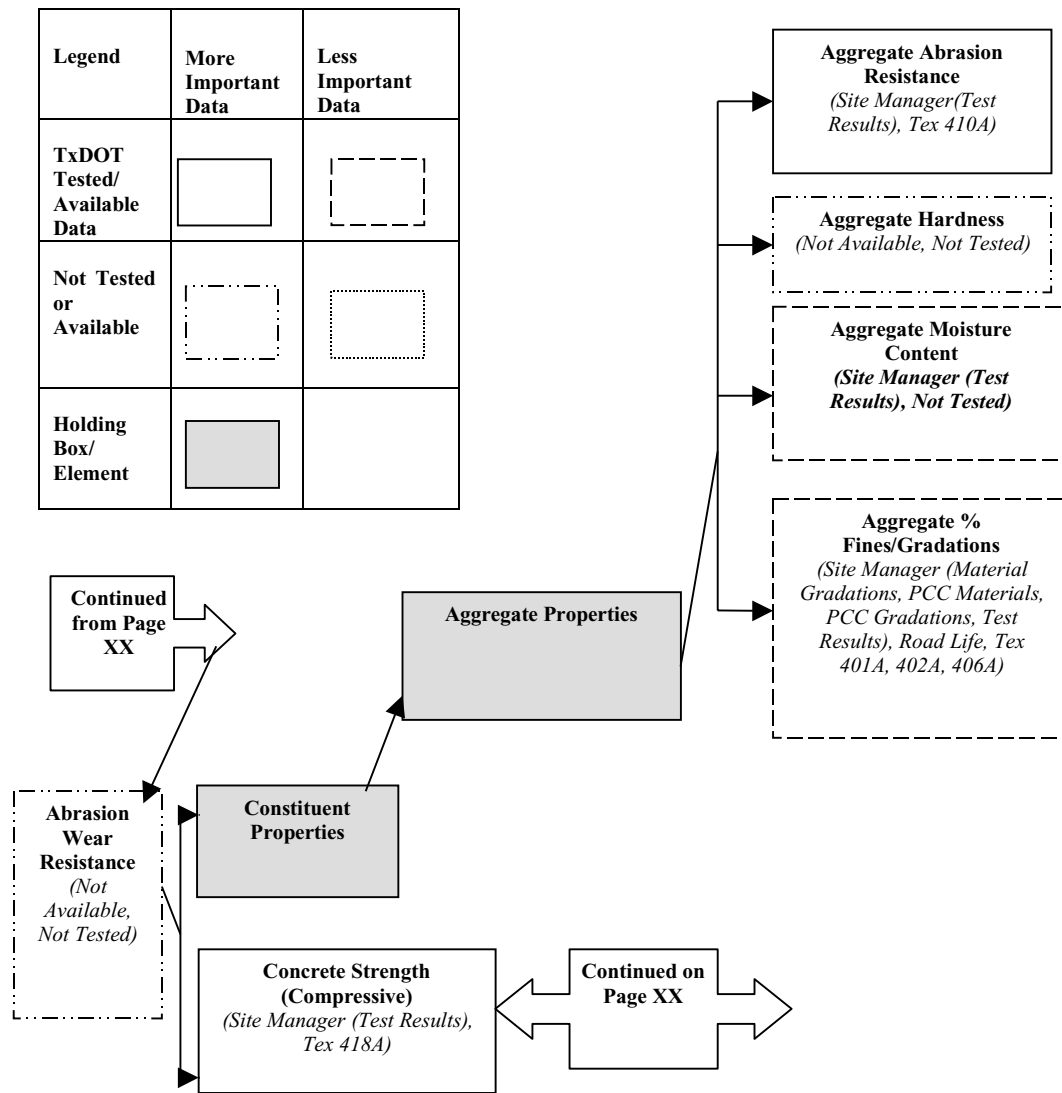 Legend
More
Important
Data
Less
Important
Data
TxDOT
Tested/
Available
Data
Not Tested
or
Available
Holding
Box/
Element
Aggregate Abrasion
Resistance
(Site Manager(Test
Results), Tex 410A)
Aggregate Hardness
(Not Available, Not Tested)
Aggregate Moisture
Content
(Site Manager (Test
Results), Not Tested)
Aggregate %
Fines/Gradations
(Site Manager (Material
Gradations, PCC Materials,
PCC Gradations, Test
Results), Road Life, Tex
401A, 402A, 406A)
Continued
from Page
XX
Aggregate Properties
Abrasion
Wear
Resistance
(Not
Available,
Not Tested)
Constituent
Properties
Concrete Strength
(Compressive)
(Site Manager (Test Results),
Tex 418A)
Continued on
Page XX